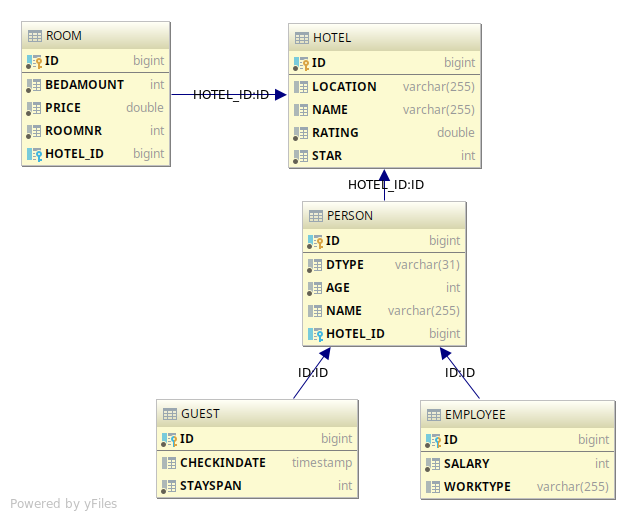 ROOM
ID bigint
BEDAMOUNT int
PRICE double
ROOMNR int
HOTEL_ID bigint
HOTEL_ID:ID
HOTEL
ID bigint
LOCATION varchar(255)
NAME varchar(255)
RATING double
STAR int
HOTEL_ID:ID
PERSON
ID bigint
DTYPE varchar(31)
AGE int
NAME varchar(255)
HOTEL_ID bigint
ID:ID
ID:ID
GUEST
ID bigint
CHECKINDATE timestamp
STAYSPAN int
EMPLOYEE
ID bigint
SALARY int
WORKTYPE varchar(255)
Powered by yFiles